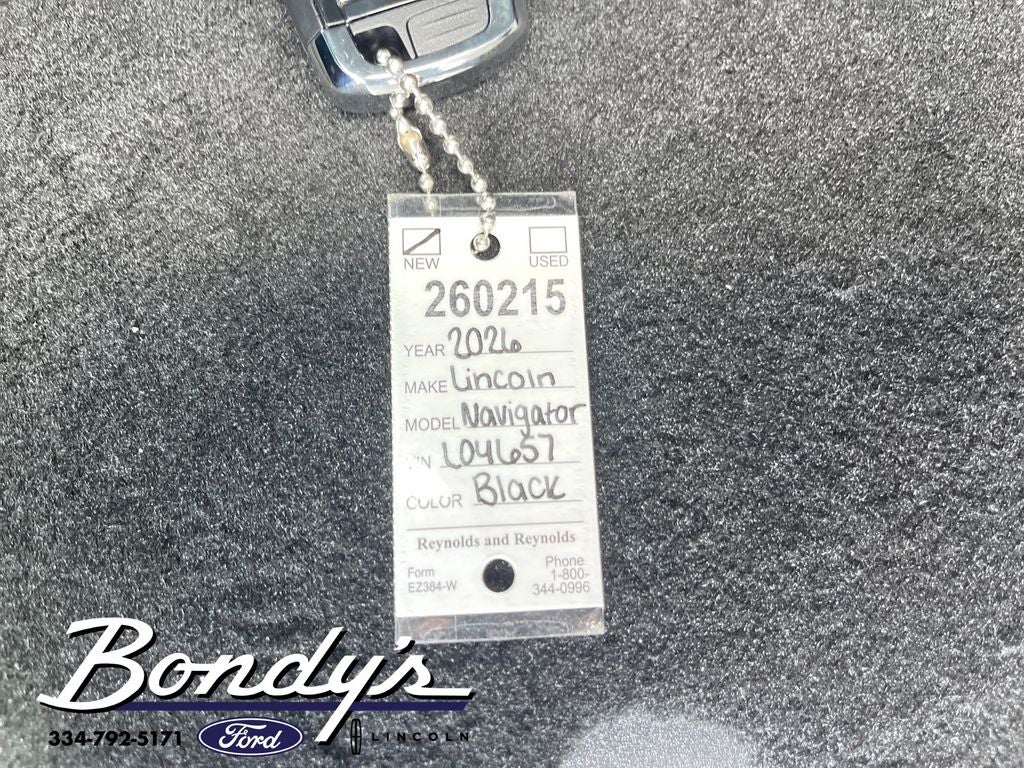 NEW USED
260215
YEAR 2026
MAKE Lincoln
MODEL Navigator
VIN L04657
COLOR Black
Reynolds and Reynolds
Form Phone
EZ384-W 1-800-
344-0996
Bondy's
334-792-5171 Ford LINCOLN